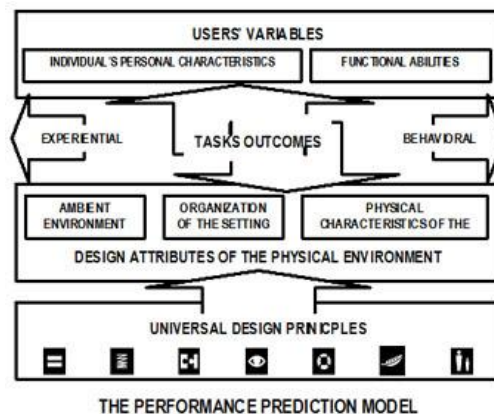 USERS' VARIABLES
INDIVIDUAL'S PERSONAL CHARACTERISTICS
FUNCTIONAL ABILITIES
EXPERIENTIAL
TASKS OUTCOMES
BEHAVIORAL
AMBIENT
ENVIRONMENT
ORGANIZATION
OF THE SETTING
PHYSICAL
CHARACTERISTICS OF THE
DESIGN ATTRIBUTES OF THE PHYSICAL ENVIRONMENT
UNIVERSAL DESIGN PRINICPLES
THE PERFORMANCE PREDICTION MODEL